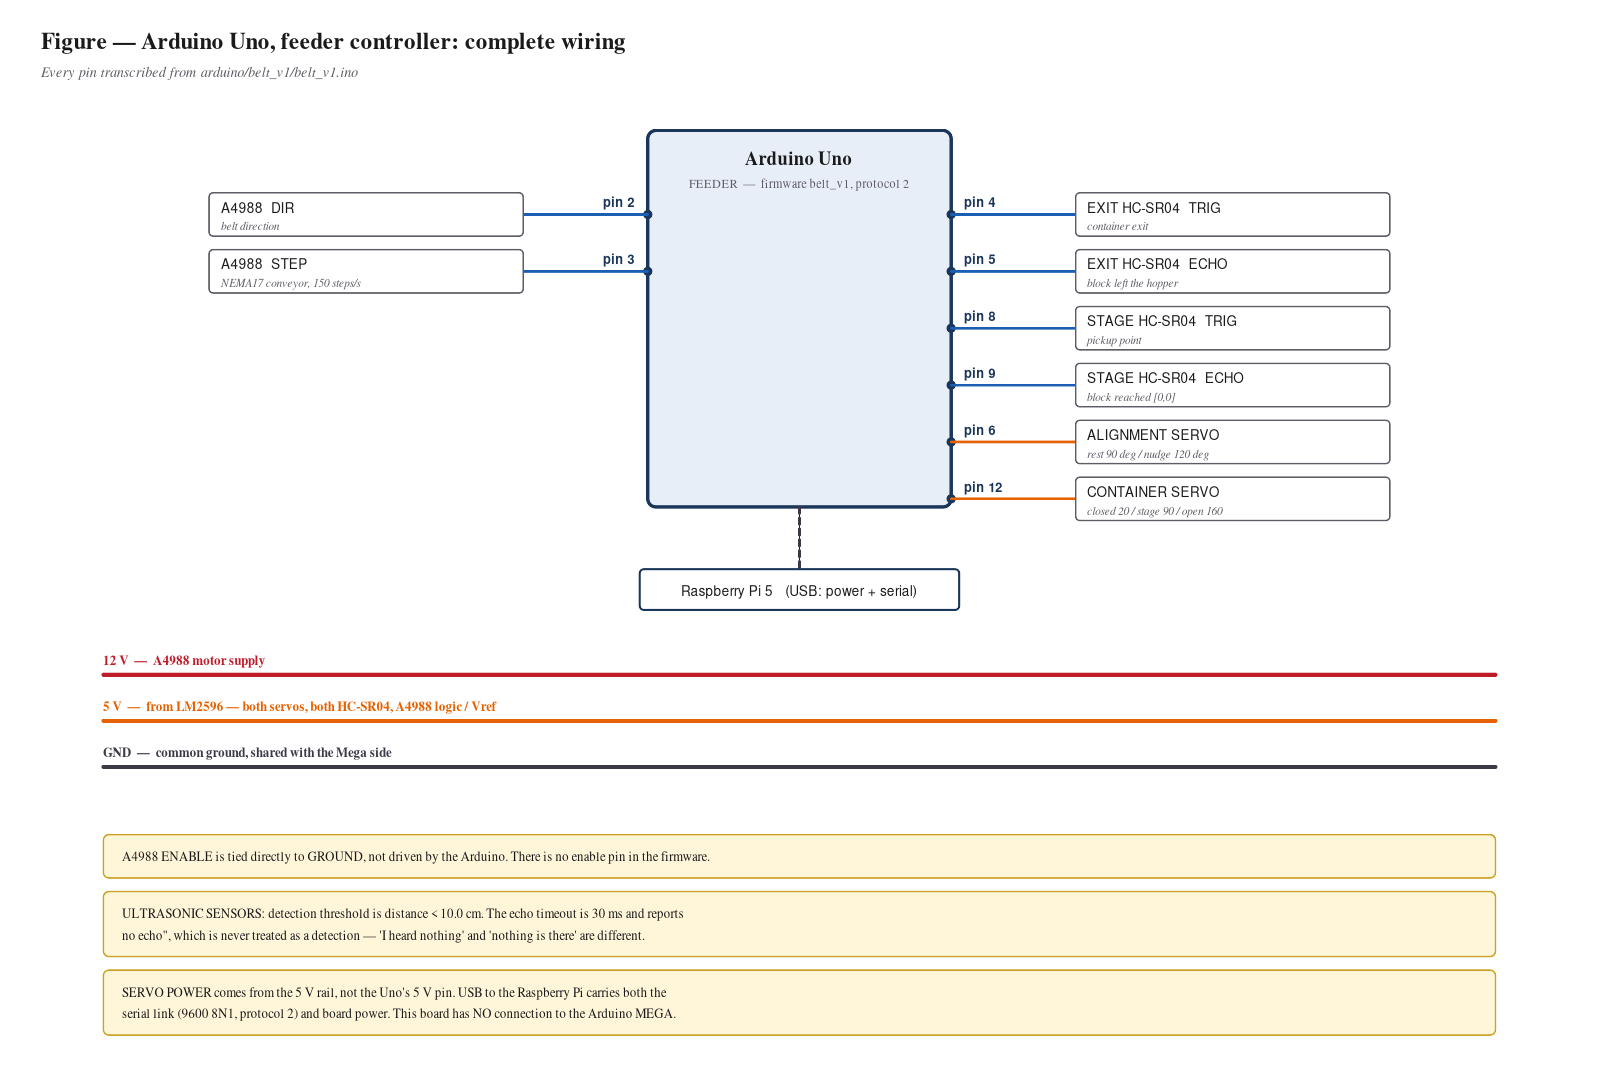 Figure — Arduino Uno, feeder controller: complete wiring
Every pin transcribed from arduino/belt_v1/belt_v1.ino
Arduino Uno
FEEDER — firmware belt_v1, protocol 2
A4988 DIR
belt direction
pin 2
A4988 STEP
NEMA17 conveyor, 150 steps/s
pin 3
pin 4
EXIT HC-SR04 TRIG
container exit
pin 5
EXIT HC-SR04 ECHO
block left the hopper
pin 8
STAGE HC-SR04 TRIG
pickup point
pin 9
STAGE HC-SR04 ECHO
block reached [0,0]
pin 6
ALIGNMENT SERVO
rest 90 deg / nudge 120 deg
pin 12
CONTAINER SERVO
closed 20 / stage 90 / open 160
Raspberry Pi 5 (USB: power + serial)
12 V — A4988 motor supply
5 V — from LM2596 — both servos, both HC-SR04, A4988 logic / Vref
GND — common ground, shared with the Mega side
A4988 ENABLE is tied directly to GROUND, not driven by the Arduino. There is no enable pin in the firmware.
ULTRASONIC SENSORS: detection threshold is distance < 10.0 cm. The echo timeout is 30 ms and reports
no echo", which is never treated as a detection — 'I heard nothing' and 'nothing is there' are different.
SERVO POWER comes from the 5 V rail, not the Uno's 5 V pin. USB to the Raspberry Pi carries both the
serial link (9600 8N1, protocol 2) and board power. This board has NO connection to the Arduino MEGA.